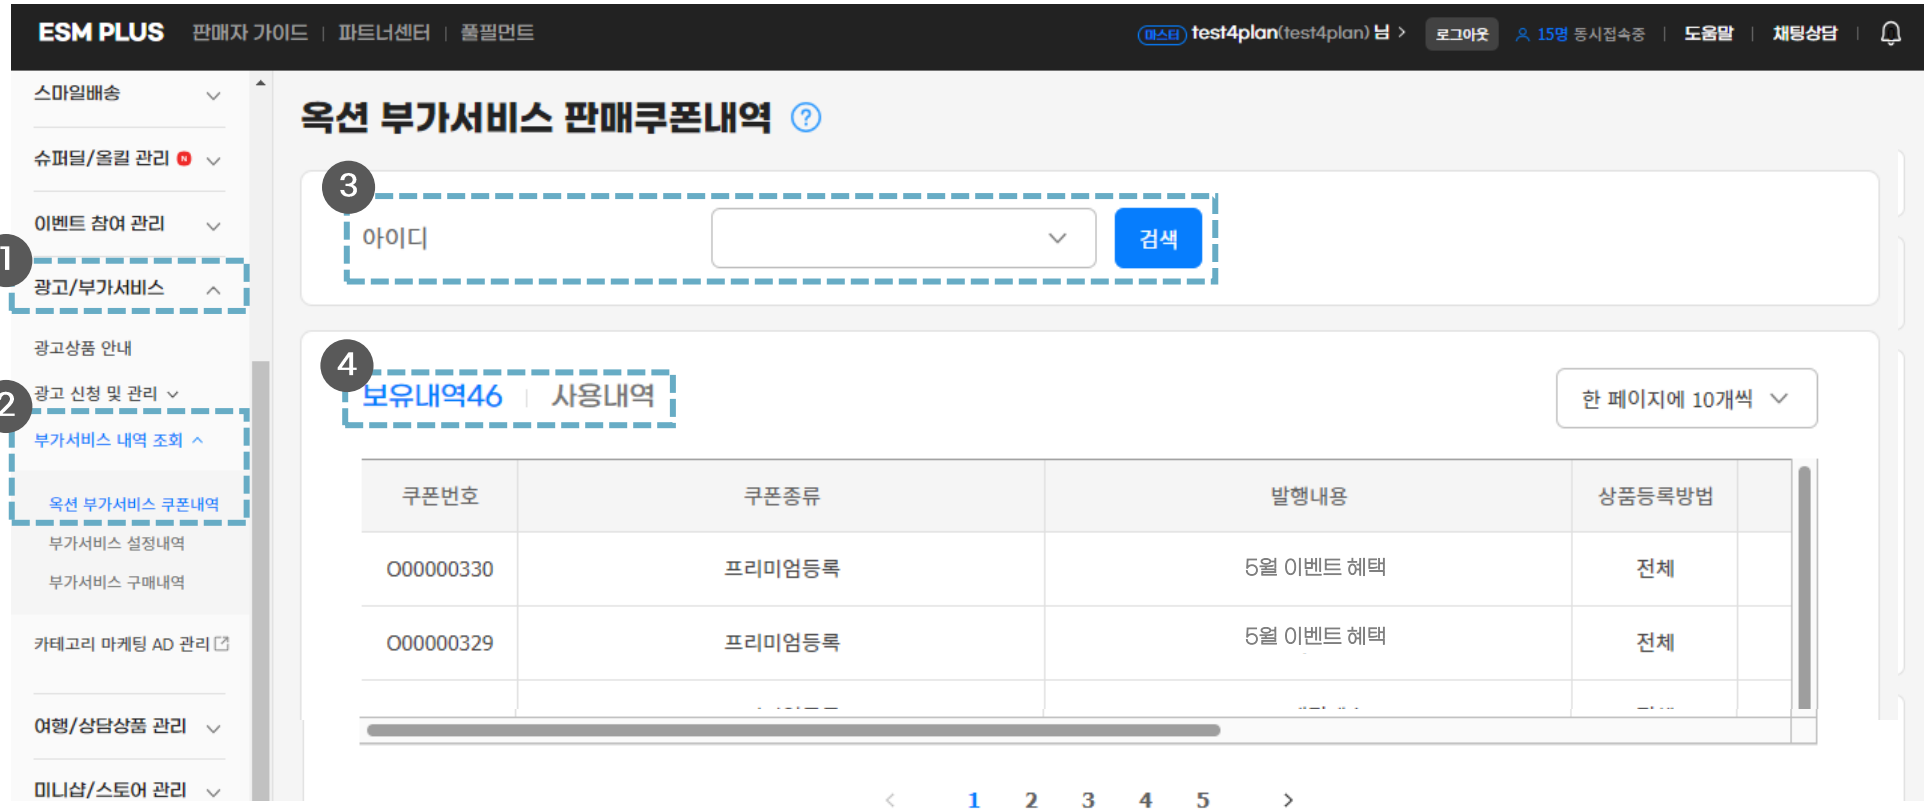 ESM PLUS 판매자 가이드 | 파트너센터 | 풀필먼트
마스터 test4plan(test4plan) 님 > 로그아웃 15명 동시접속중 | 도움말 | 채팅상담 |
스마일배송
슈퍼딜/올킬 관리 N
이벤트 참여 관리
1
광고/부가서비스
광고상품 안내
광고 신청 및 관리
2
부가서비스 내역 조회
옥션 부가서비스 쿠폰내역
부가서비스 설정내역
부가서비스 구매내역
카테고리 마케팅 AD 관리
여행/상담상품 관리
미니샵/스토어 관리
옥션 부가서비스 판매쿠폰내역 ?
3
아이디 검색
4
보유내역46 | 사용내역
한 페이지에 10개씩
쿠폰번호 쿠폰종류 발행내용 상품등록방법
O00000330 프리미엄등록 5월 이벤트 혜택 전체
O00000329 프리미엄등록 5월 이벤트 혜택 전체
< 1 2 3 4 5 >